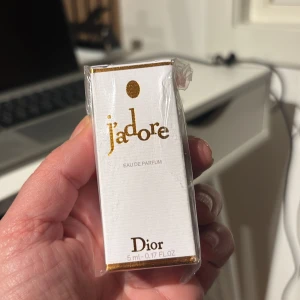 j'adore
EAU DE PARFUM
Dior
5 ml - 0.17 FL.OZ